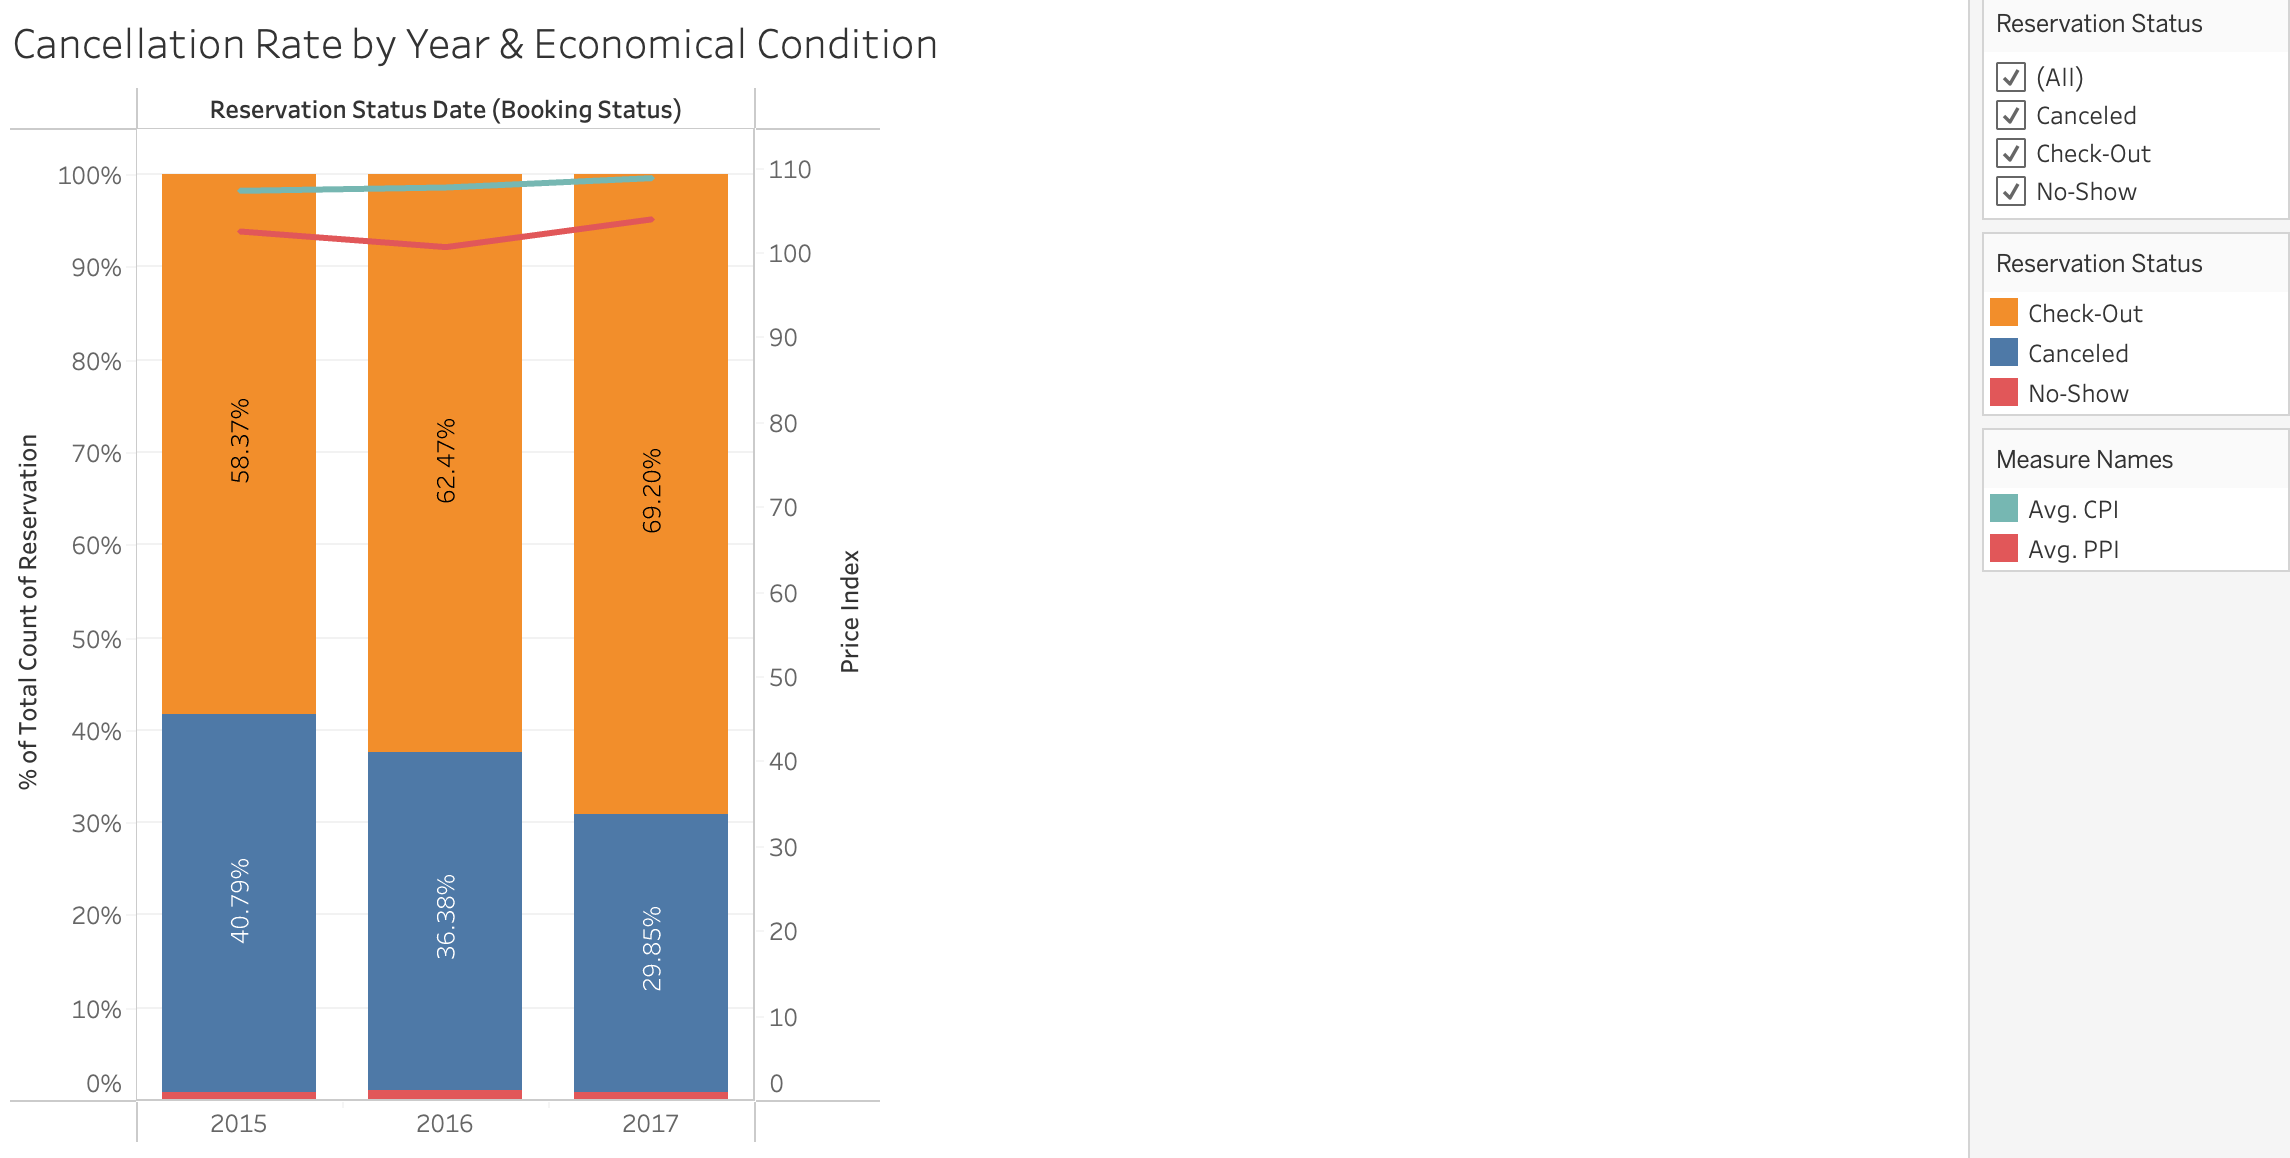 Cancellation Rate by Year & Economical Condition
Reservation Status Date (Booking Status)
% of Total Count of Reservation
100%
90%
80%
70%
60%
50%
40%
30%
20%
10%
0%
58.37%
62.47%
69.20%
40.79%
36.38%
29.85%
2015
2016
2017
110
100
90
80
70
60
50
40
30
20
10
0
Price Index
Reservation Status
(All)
Canceled
Check-Out
No-Show
Reservation Status
Check-Out
Canceled
No-Show
Measure Names
Avg. CPI
Avg. PPI